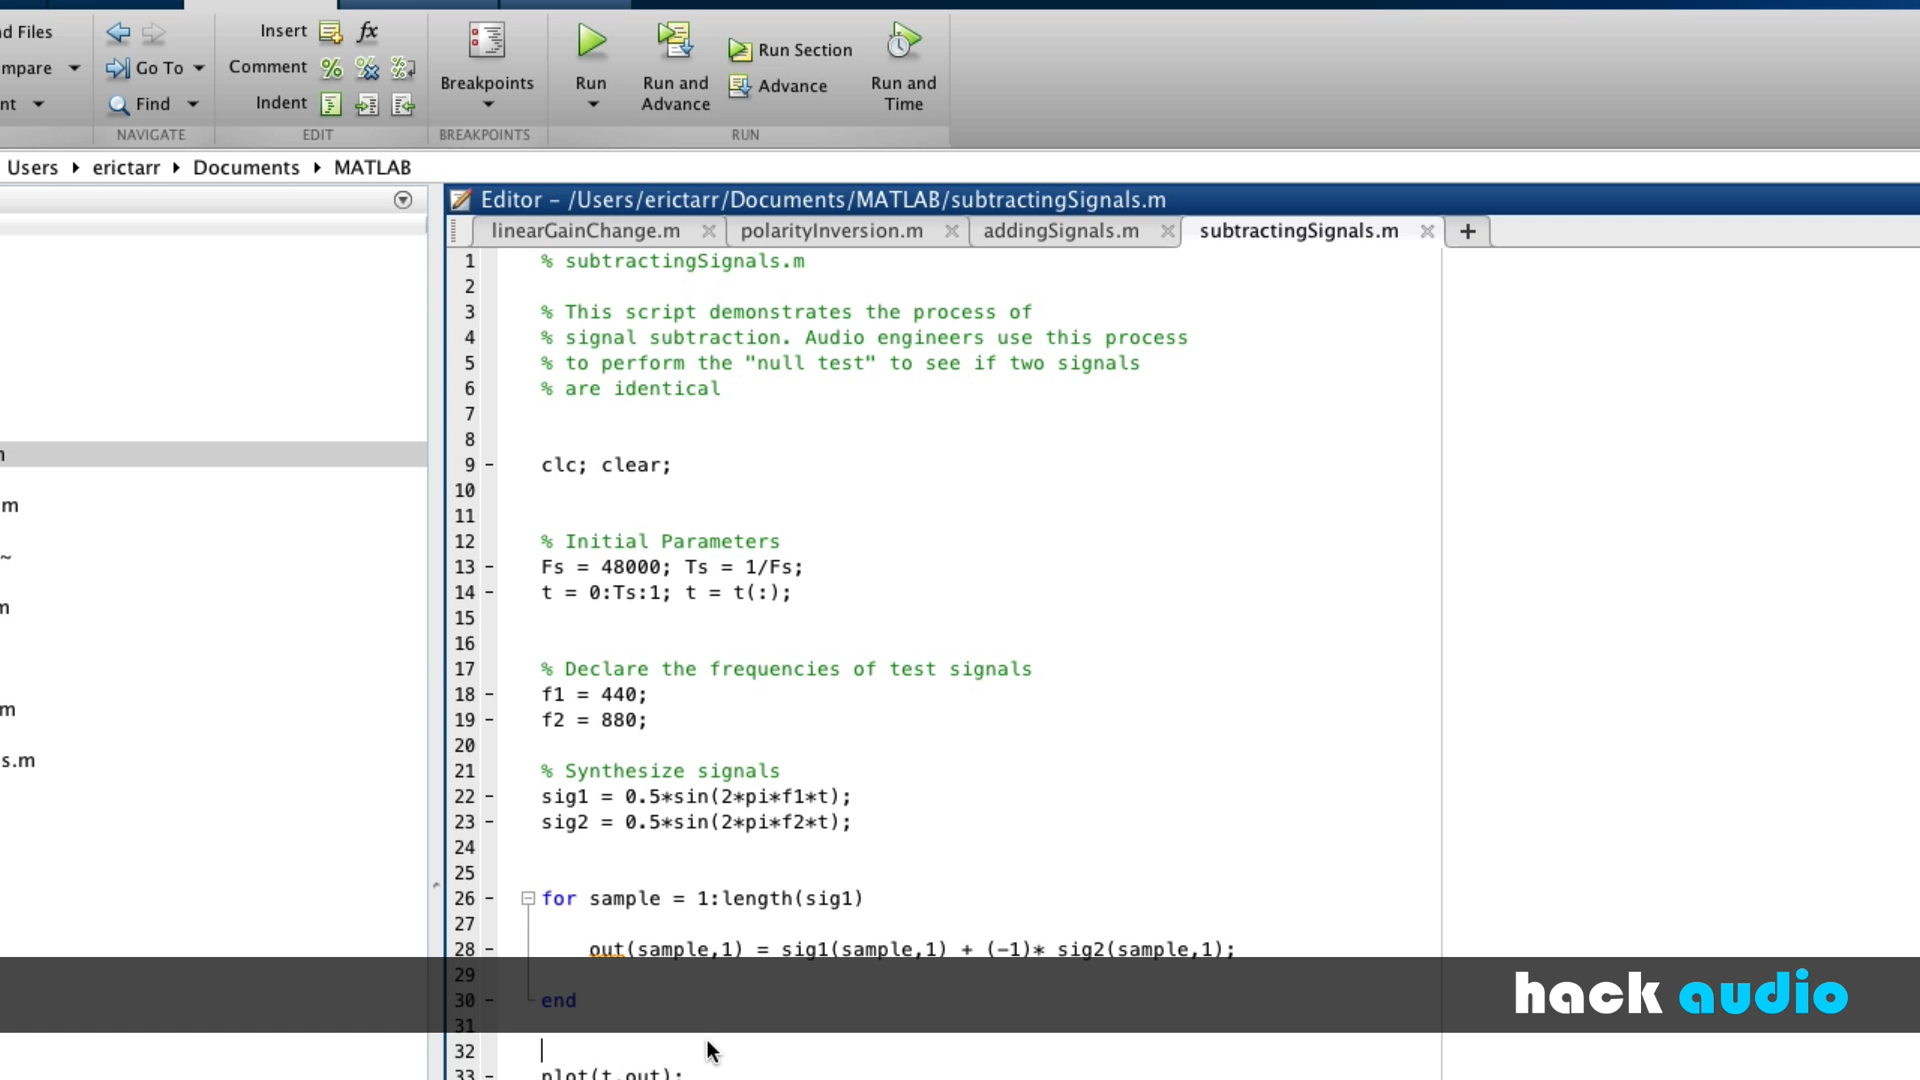 d Files
mpare
nt
Go To
Find
NAVIGATE
Insert fx
Comment
Indent
EDIT
Breakpoints
BREAKPOINTS
Run
Run and
Advance
Run Section
Advance
Run and
Time
RUN
Users erictarr Documents MATLAB
Editor – /Users/erictarr/Documents/MATLAB/subtractingSignals.m
linearGainChange.m polarityInversion.m addingSignals.m subtractingSignals.m +
m
~
m
m
s.m
1 % subtractingSignals.m
2
3 % This script demonstrates the process of
4 % signal subtraction. Audio engineers use this process
5 % to perform the "null test" to see if two signals
6 % are identical
7
8
9 - clc; clear;
10
11
12 % Initial Parameters
13 - Fs = 48000; Ts = 1/Fs;
14 - t = 0:Ts:1; t = t(:);
15
16
17 % Declare the frequencies of test signals
18 - f1 = 440;
19 - f2 = 880;
20
21 % Synthesize signals
22 - sig1 = 0.5*sin(2*pi*f1*t);
23 - sig2 = 0.5*sin(2*pi*f2*t);
24
25
26 - for sample = 1:length(sig1)
27
28 - out(sample,1) = sig1(sample,1) + (-1)* sig2(sample,1);
29
30 - end
31
32
33 - plot(t,out);
hack audio